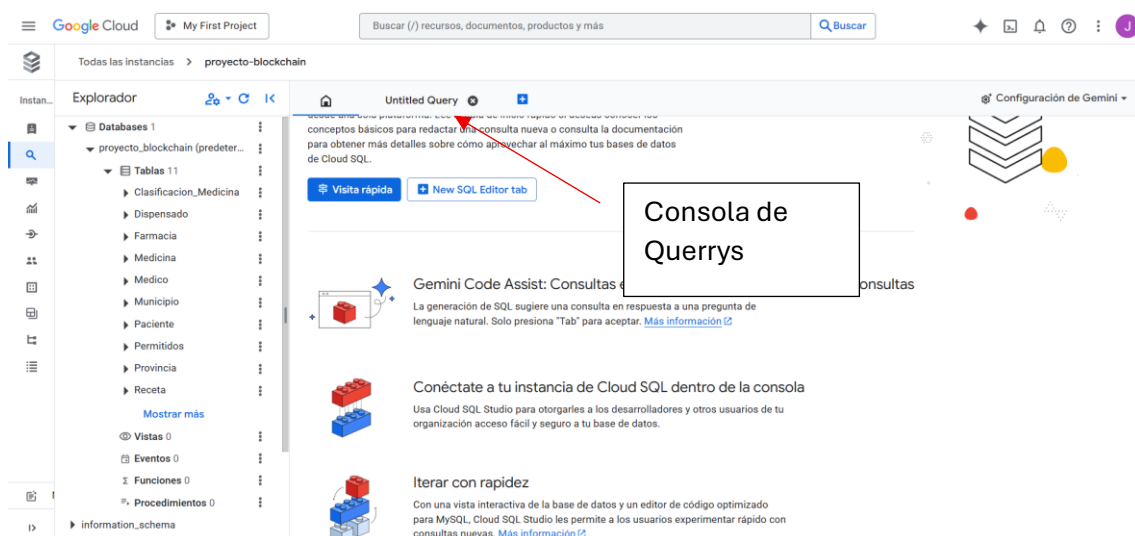 Google Cloud
My First Project
Buscar (/) recursos, documentos, productos y más
Buscar
J
Todas las instancias
proyecto-blockchain
Instan...
Explorador
Untitled Query
Configuración de Gemini
Databases 1
proyecto_blockchain (predeter...
Tablas 11
Clasificacion_Medicina
Dispensado
Farmacia
Medicina
Medico
Municipio
Paciente
Permitidos
Provincia
Receta
Mostrar más
Vistas 0
Eventos 0
Funciones 0
Procedimientos 0
information_schema
conceptos básicos para redactar una consulta nueva o consulta la documentación
para obtener más detalles sobre cómo aprovechar al máximo tus bases de datos
de Cloud SQL.
Visita rápida
New SQL Editor tab
Consola de
Querrys
Gemini Code Assist: Consultas e
onsultas
La generación de SQL sugiere una consulta en respuesta a una pregunta de
lenguaje natural. Solo presiona "Tab" para aceptar. Más información
Conéctate a tu instancia de Cloud SQL dentro de la consola
Usa Cloud SQL Studio para otorgarles a los desarrolladores y otros usuarios de tu
organización acceso fácil y seguro a tu base de datos.
Iterar con rapidez
Con una vista interactiva de la base de datos y un editor de código optimizado
para MySQL, Cloud SQL Studio les permite a los usuarios experimentar rápido con
consultas nuevas. Más información